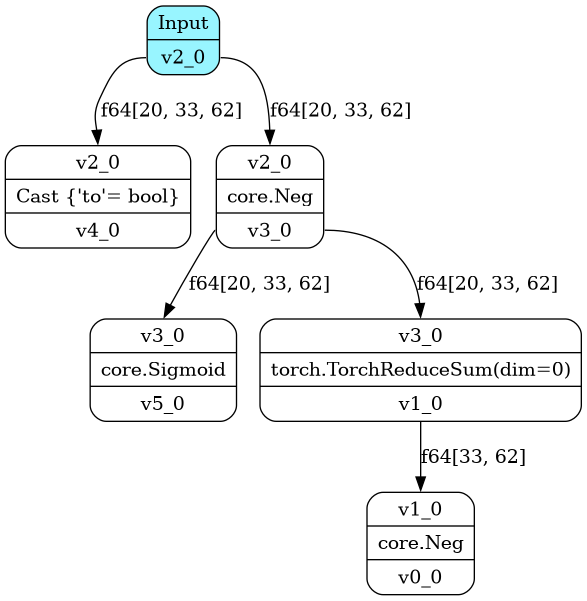 Input
v2_0
f64[20, 33, 62]
f64[20, 33, 62]
v2_0
Cast {'to'= bool}
v4_0
v2_0
core.Neg
v3_0
f64[20, 33, 62]
f64[20, 33, 62]
v3_0
core.Sigmoid
v5_0
v3_0
torch.TorchReduceSum(dim=0)
v1_0
f64[33, 62]
v1_0
core.Neg
v0_0